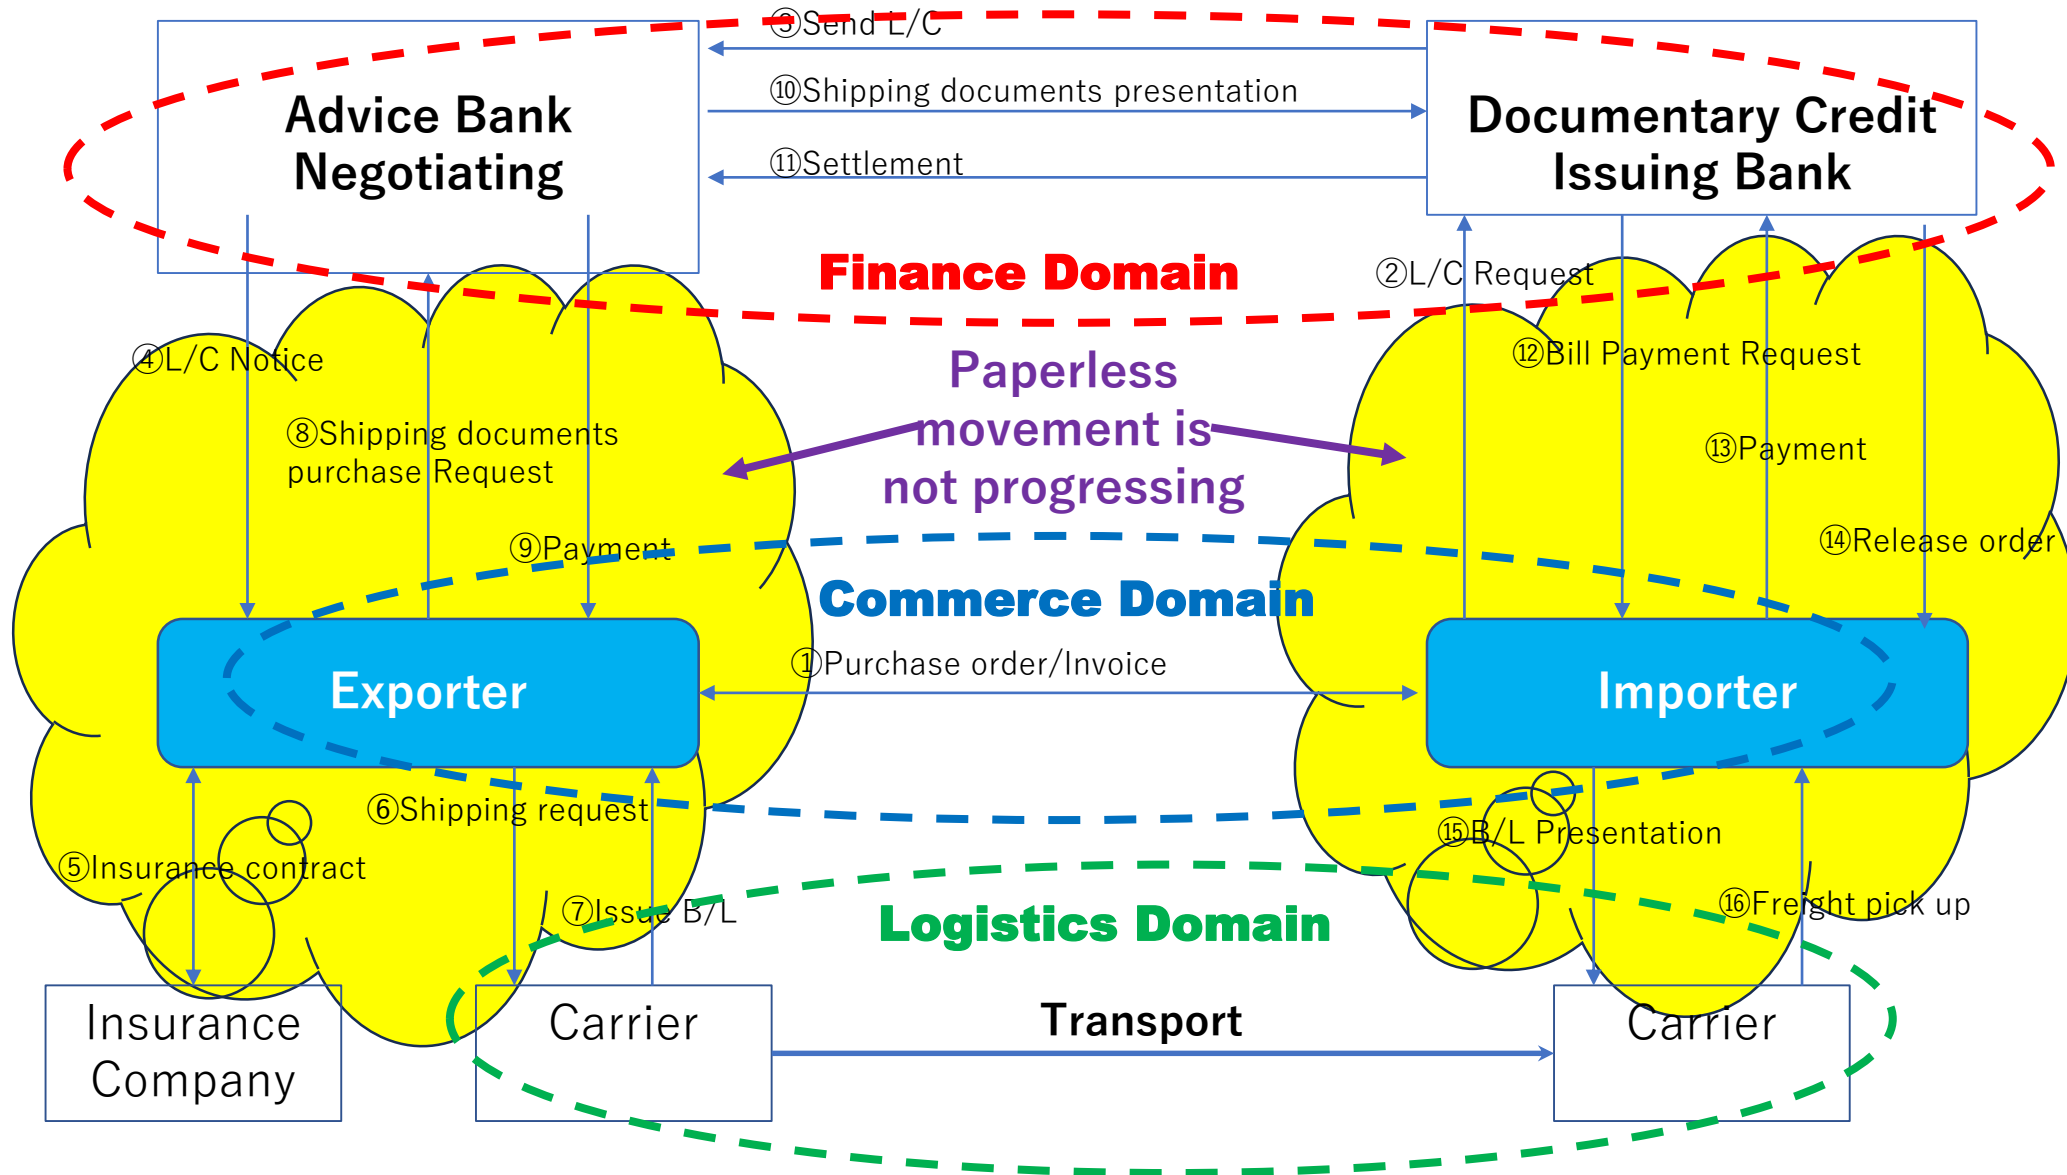 ③Send L/C
⑩Shipping documents presentation
Advice Bank
Negotiating
Documentary Credit
Issuing Bank
⑪Settlement
Finance Domain
②L/C Request
④L/C Notice
Paperless
movement is
not progressing
⑫Bill Payment Request
⑧Shipping documents
purchase Request
⑬Payment
⑨Payment
⑭Release order
Commerce Domain
①Purchase order/Invoice
Exporter
Importer
⑥Shipping request
⑮B/L Presentation
⑤Insurance contract
⑦Issue B/L
Logistics Domain
⑯Freight pick up
Insurance
Company
Carrier
Transport
Carrier